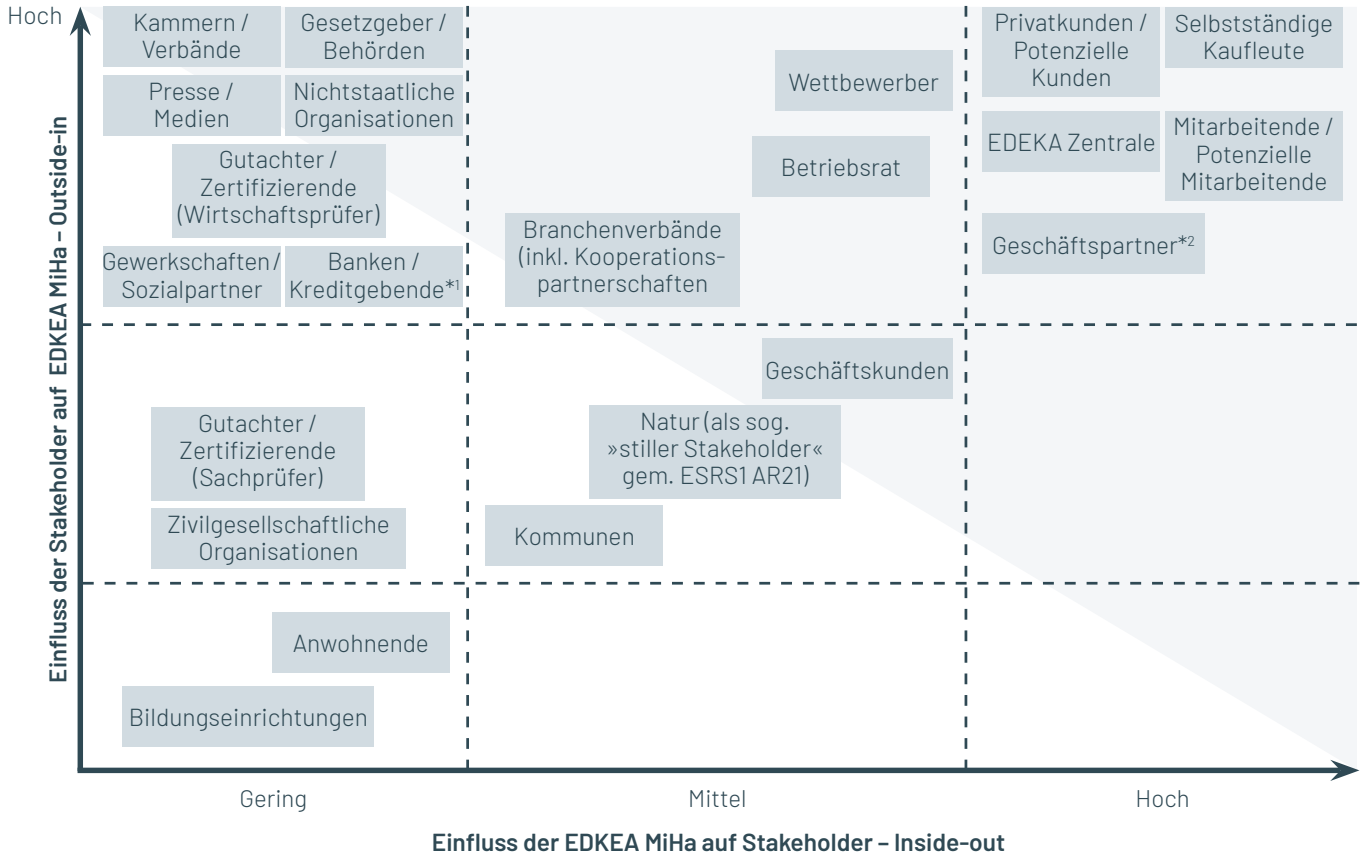 Hoch
Kammern /
Verbände
Gesetzgeber /
Behörden
Presse /
Medien
Nichtstaatliche
Organisationen
Gutachter /
Zertifizierende
(Wirtschaftsprüfer)
Gewerkschaften/
Sozialpartner
Banken /
Kreditgebende*1
Wettbewerber
Betriebsrat
Branchenverbände
(inkl. Kooperations-
partnerschaften
Privatkunden /
Potenzielle
Kunden
Selbstständige
Kaufleute
EDEKA Zentrale
Mitarbeitende /
Potenzielle
Mitarbeitende
Geschäftspartner*2
Gutachter /
Zertifizierende
(Sachprüfer)
Zivilgesellschaftliche
Organisationen
Geschäftskunden
Natur (als sog.
»stiller Stakeholder«
gem. ESRS1 AR21)
Kommunen
Anwohnende
Bildungseinrichtungen
Einfluss der Stakeholder auf EDKEA MiHa – Outside-in
Gering
Mittel
Hoch
Einfluss der EDKEA MiHa auf Stakeholder – Inside-out